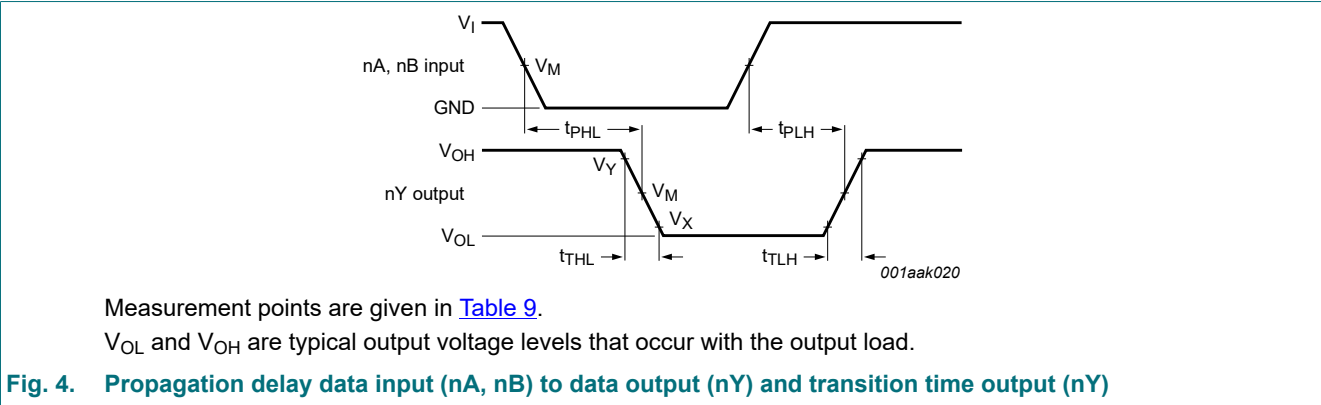 VI
nA, nB input
VM
GND
tPHL
tPLH
VOH
VY
nY output
VM
VX
VOL
tTHL
tTLH
001aak020
Measurement points are given in Table 9.
VOL and VOH are typical output voltage levels that occur with the output load.
Fig. 4. Propagation delay data input (nA, nB) to data output (nY) and transition time output (nY)